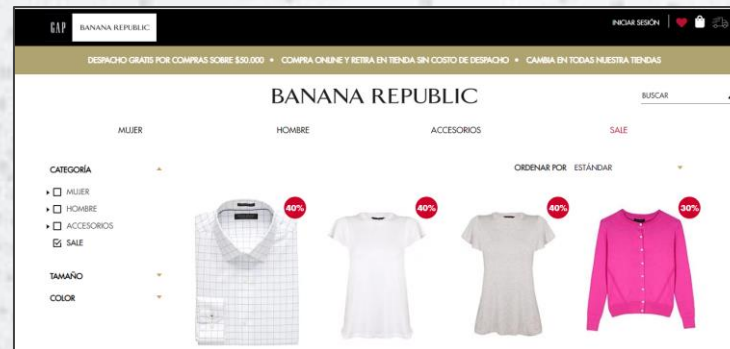 GAP BANANA REPUBLIC INICIAR SESIÓN
DESPACHO GRATIS POR COMPRAS SOBRE $50.000 • COMPRA ONLINE Y RETIRA EN TIENDA SIN COSTO DE DESPACHO • CAMBIA EN TODAS NUESTRA TIENDAS
BANANA REPUBLIC
BUSCAR
MUJER HOMBRE ACCESORIOS SALE
CATEGORÍA
ORDENAR POR ESTÁNDAR
MUJER
HOMBRE
ACCESORIOS
SALE
TAMAÑO
COLOR
40%
40%
40%
30%